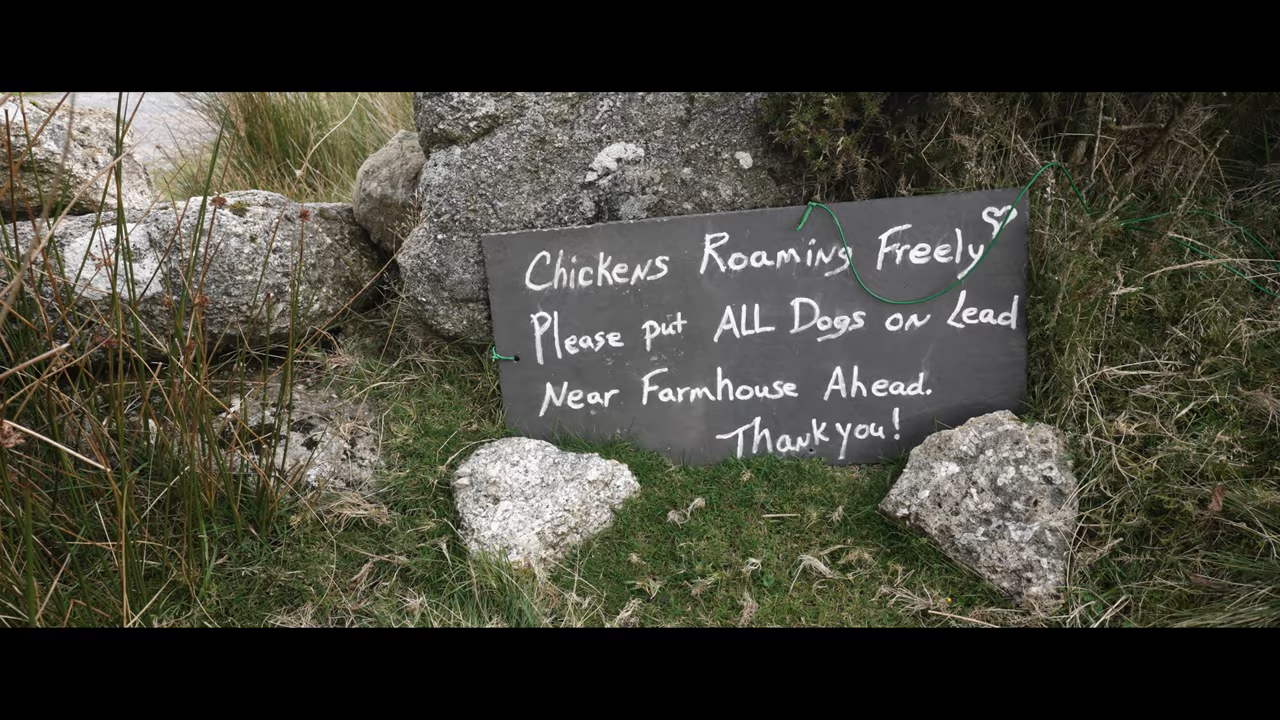 Chickens Roaming Freely
Please put ALL Dogs on Lead
Near Farmhouse Ahead.
Thank you!